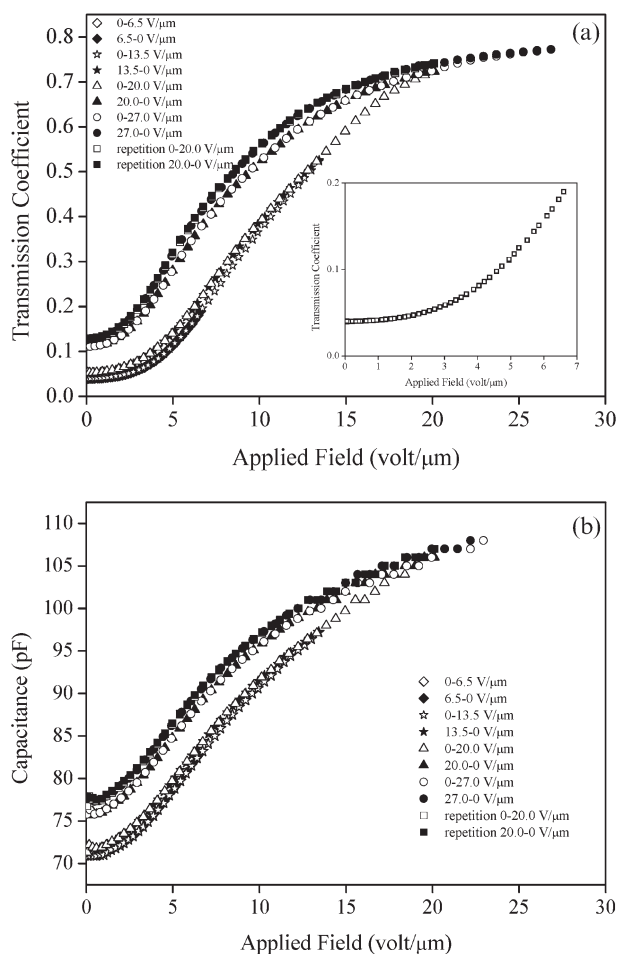 (a)
0-6.5 V/μm
6.5-0 V/μm
0-13.5 V/μm
13.5-0 V/μm
0-20.0 V/μm
20.0-0 V/μm
0-27.0 V/μm
27.0-0 V/μm
repetition 0-20.0 V/μm
repetition 20.0-0 V/μm
Transmission Coefficient
0.8
0.7
0.6
0.5
0.4
0.3
0.2
0.1
0.0
0 5 10 15 20 25 30
Applied Field (volt/μm)
Transmission Coefficient
0.2
0.1
0.0
0 1 2 3 4 5 6 7
Applied Field (volt/μm)
(b)
Capacitance (pF)
110
105
100
95
90
85
80
75
70
0-6.5 V/μm
6.5-0 V/μm
0-13.5 V/μm
13.5-0 V/μm
0-20.0 V/μm
20.0-0 V/μm
0-27.0 V/μm
27.0-0 V/μm
repetition 0-20.0 V/μm
repetition 20.0-0 V/μm
0 5 10 15 20 25 30
Applied Field (volt/μm)